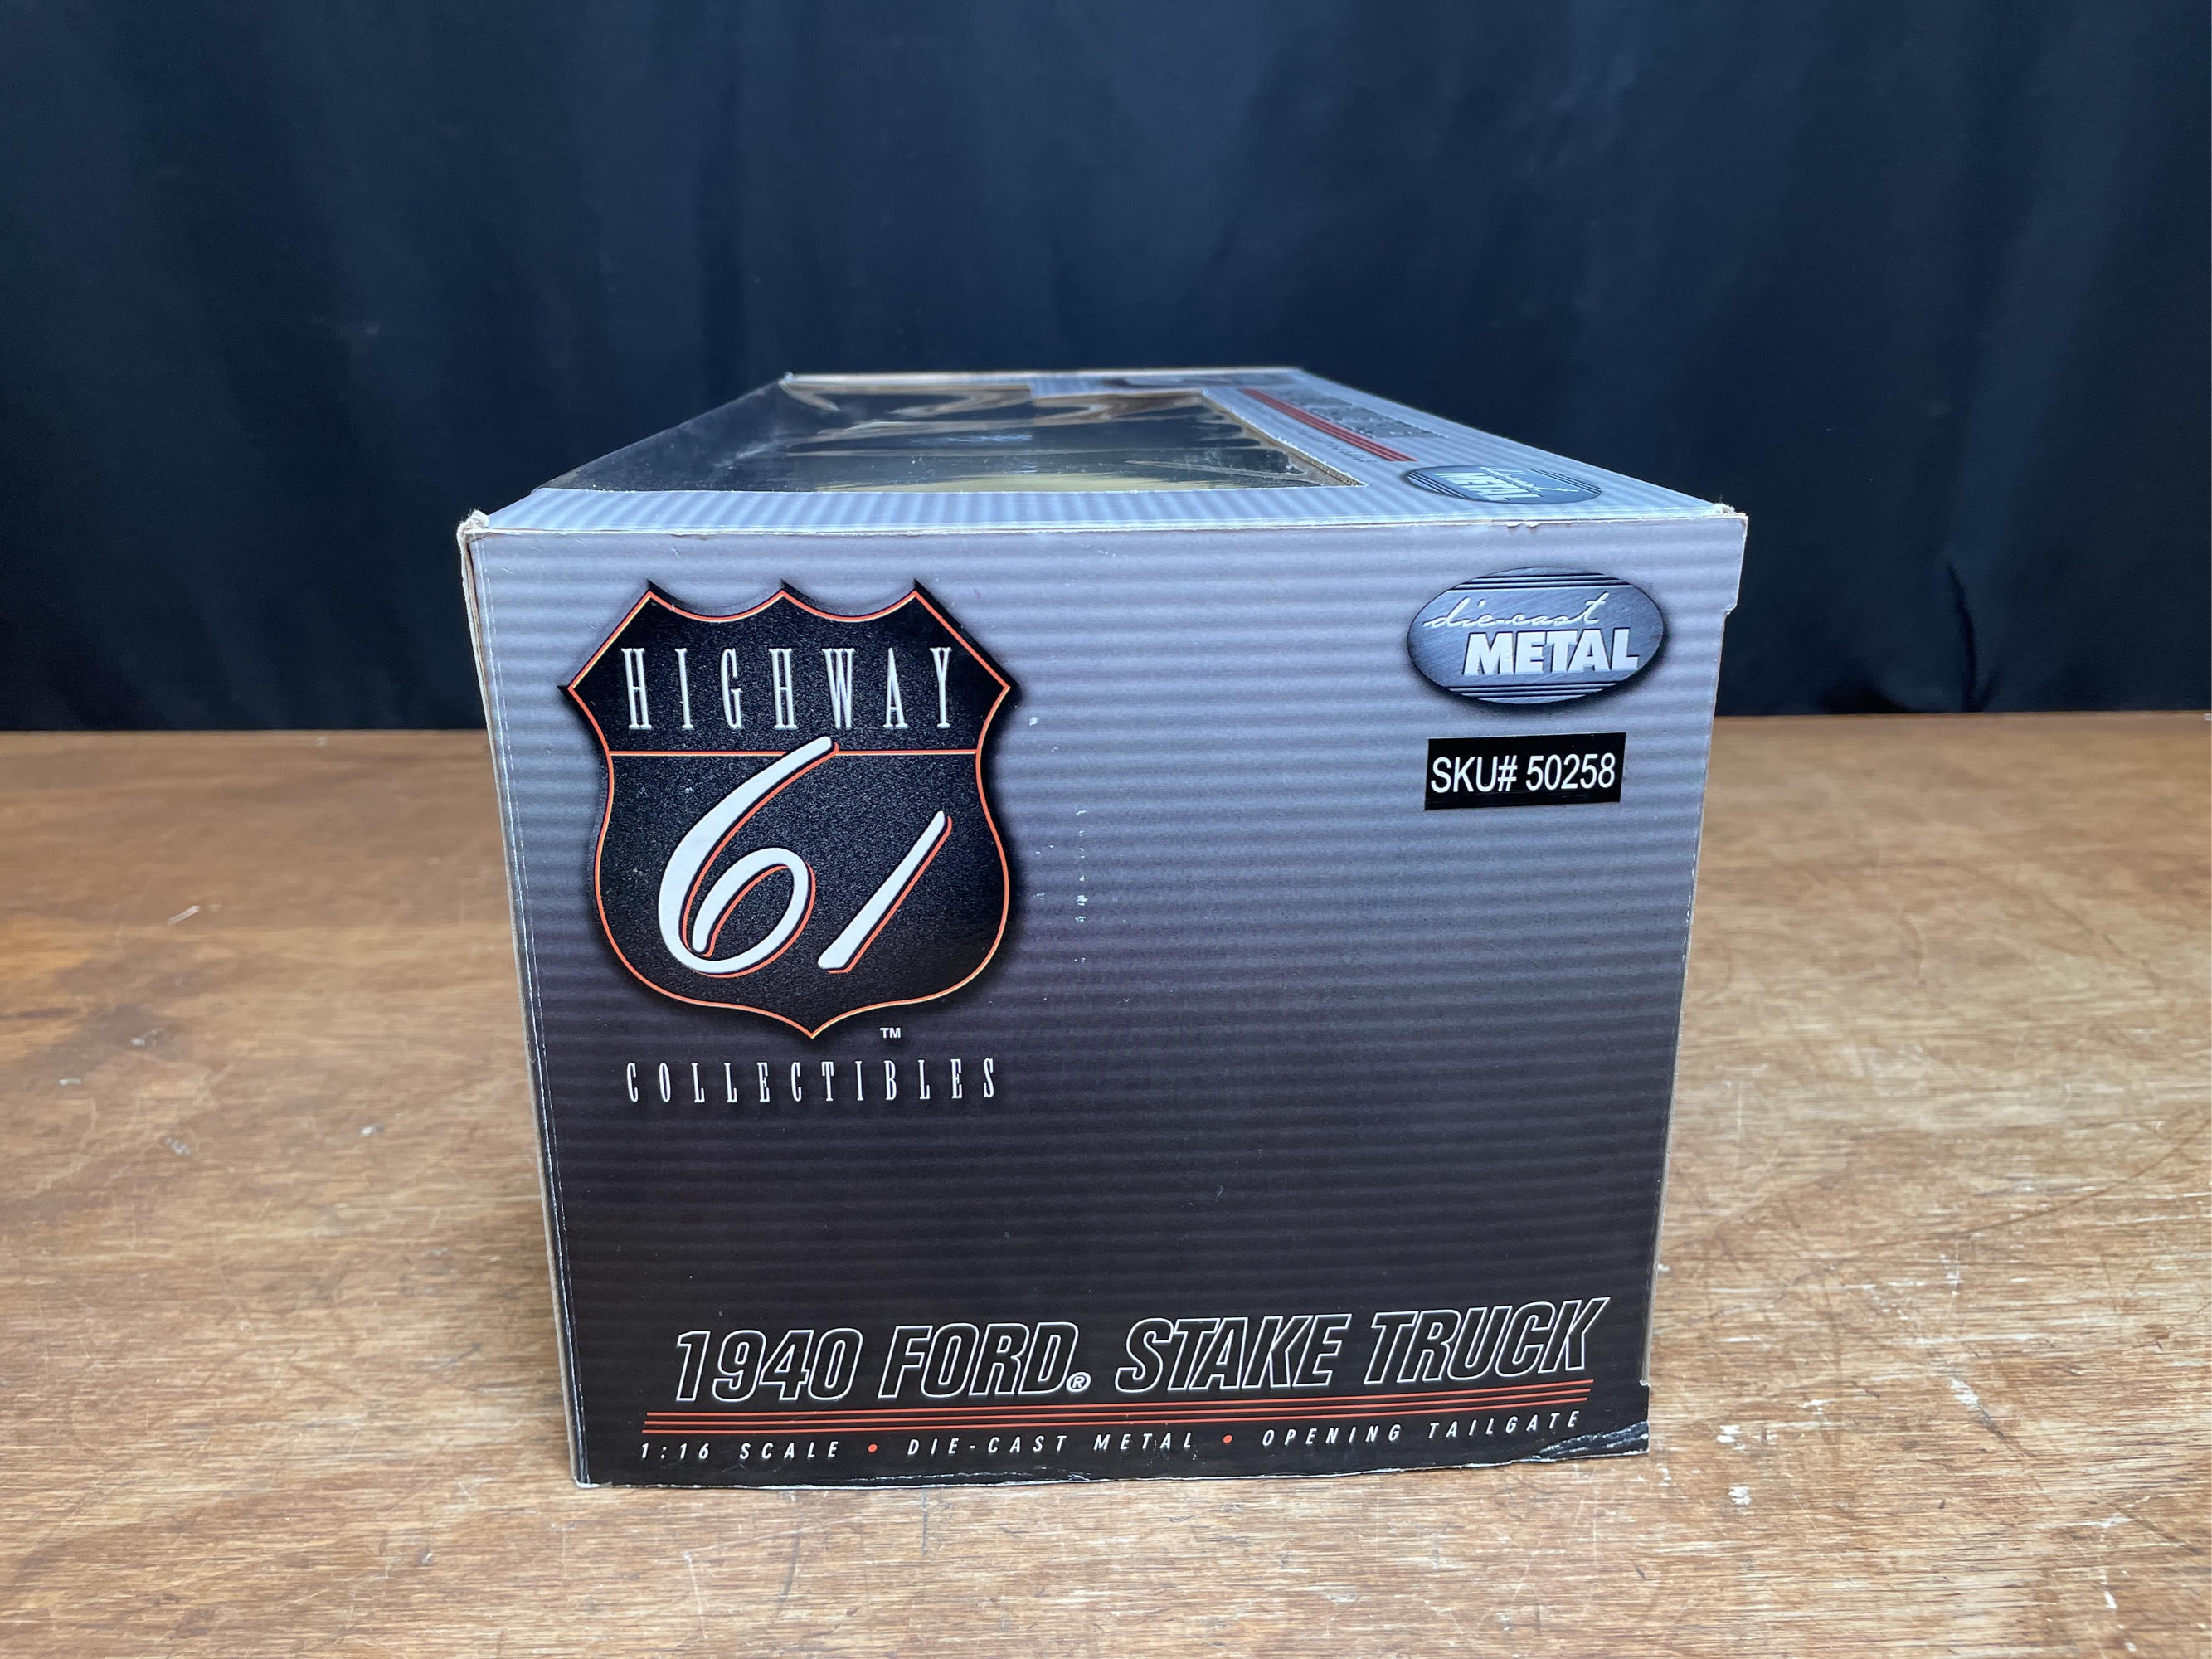 METAL
HIGHWAY
61
TM
COLLECTIBLES
die-cast
METAL
SKU# 50258
1940 FORD® STAKE TRUCK
1:16 SCALE • DIE-CAST METAL • OPENING TAILGATE